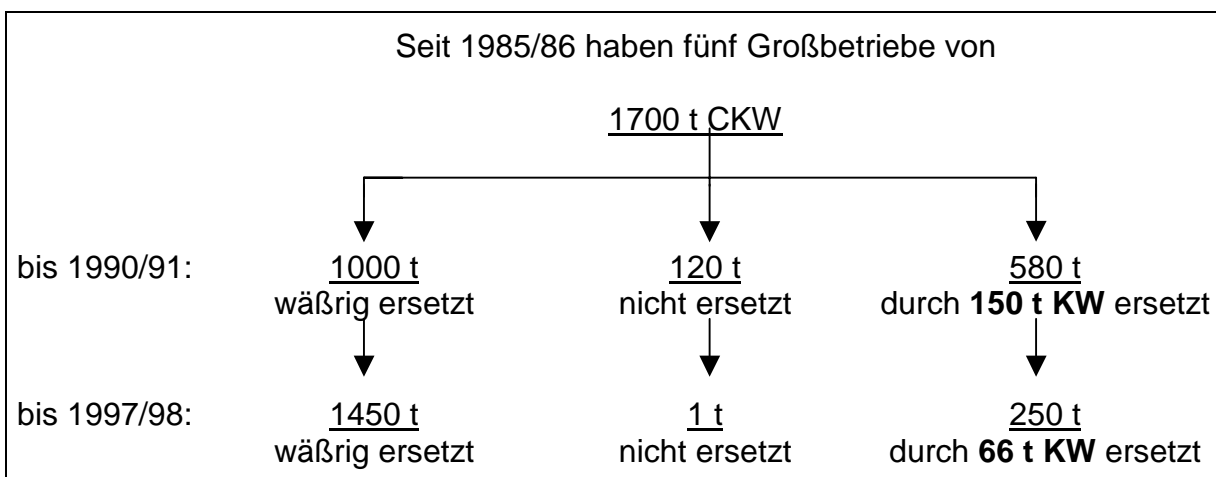 Seit 1985/86 haben fünf Großbetriebe von
1700 t CKW
bis 1990/91: 1000 t 120 t 580 t
wäßrig ersetzt nicht ersetzt durch 150 t KW ersetzt
bis 1997/98: 1450 t 1 t 250 t
wäßrig ersetzt nicht ersetzt durch 66 t KW ersetzt